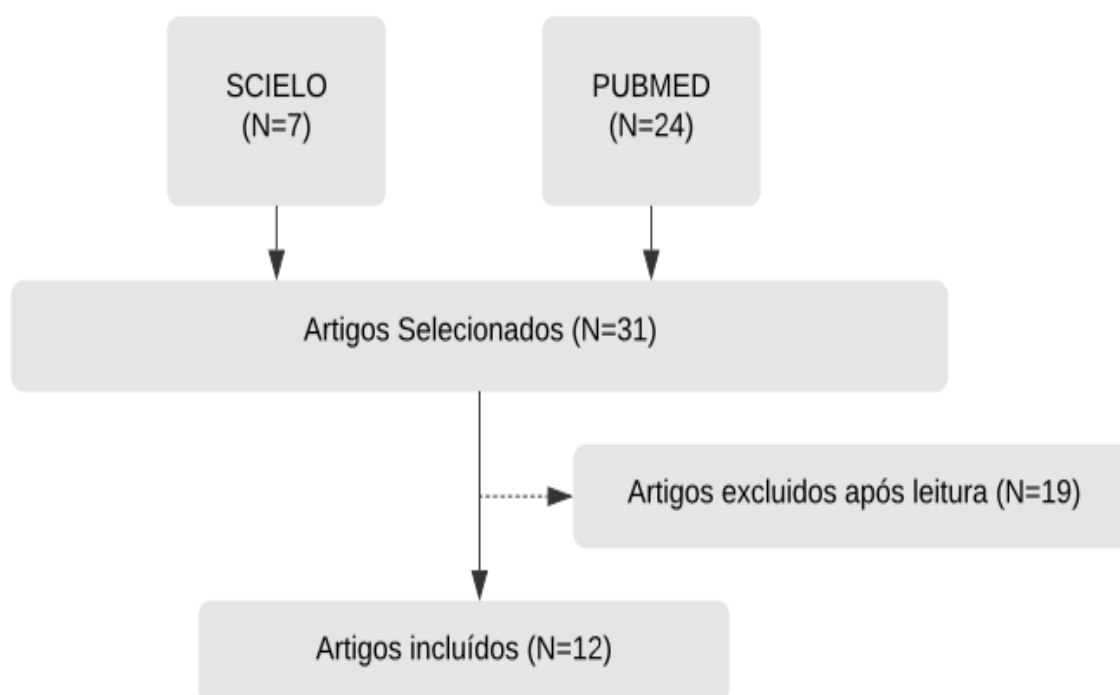 SCIELO
(N=7)
PUBMED
(N=24)
Artigos Selecionados (N=31)
Artigos excluidos após leitura (N=19)
Artigos incluídos (N=12)